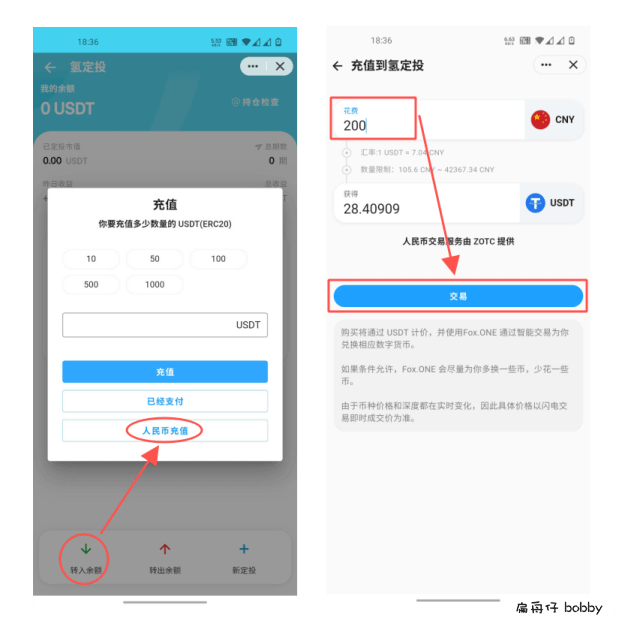 18:36
氢定投
我的余额
0 USDT
持仓检查
已定投市值
总期数
0.00 USDT
0 期
昨日收益
总收益
充值
你要充值多少数量的 USDT(ERC20)
10
50
100
500
1000
USDT
充值
已经支付
人民币充值
转入余额
转出余额
新定投
18:36
充值到氢定投
花费
200
CNY
汇率:1 USDT ≈ 7.04 CNY
数量限制: 105.6 CNY ~ 42367.34 CNY
获得
28.40909
USDT
人民币交易服务由 ZOTC 提供
交易
购买将通过 USDT 计价，并使用Fox.ONE 通过智能交易为你
兑换相应数字货币。
如果条件允许，Fox.ONE 会尽量为你多换一些币，少花一些
币。
由于币种价格和深度都在实时变化，因此具体价格以闪电交
易即时成交价为准。
bobby